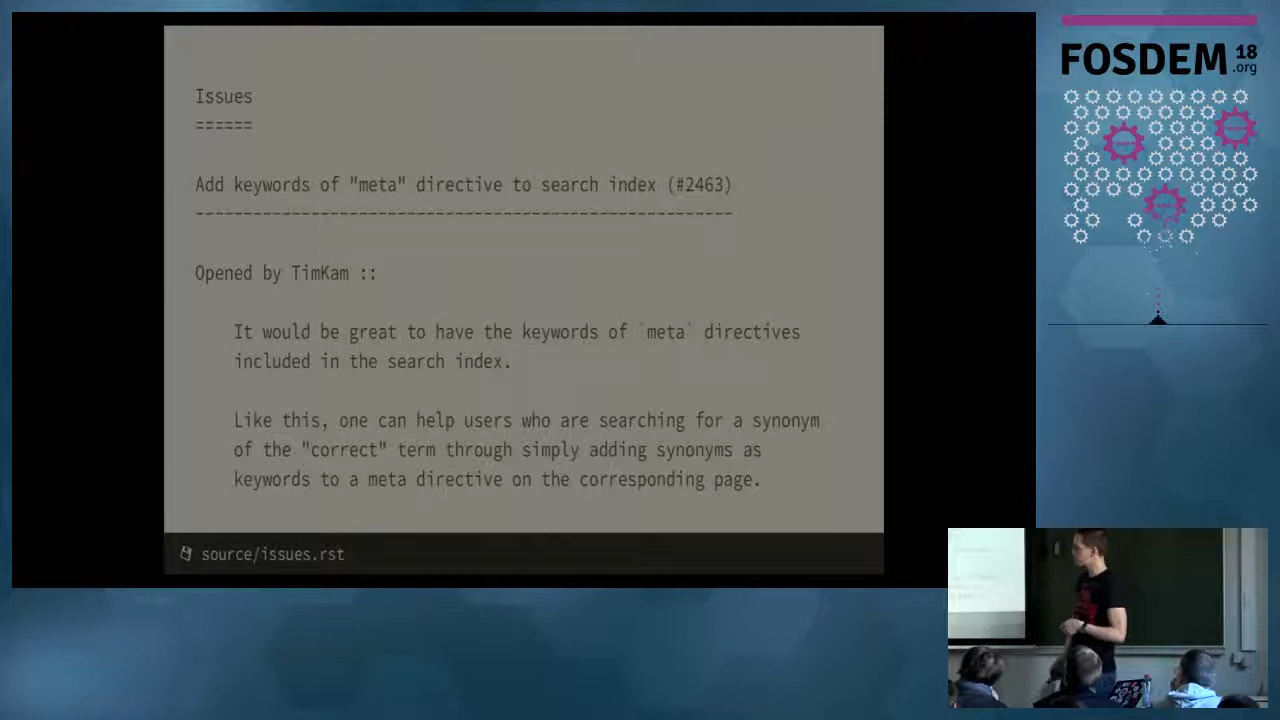 Issues
======
Add keywords of "meta" directive to search index (#2463)
--------------------------------------------------------
Opened by TimKam ::
It would be great to have the keywords of `meta` directives
included in the search index.
Like this, one can help users who are searching for a synonym
of the "correct" term through simply adding synonyms as
keywords to a meta directive on the corresponding page.
source/issues.rst
FOSDEM 18
.org